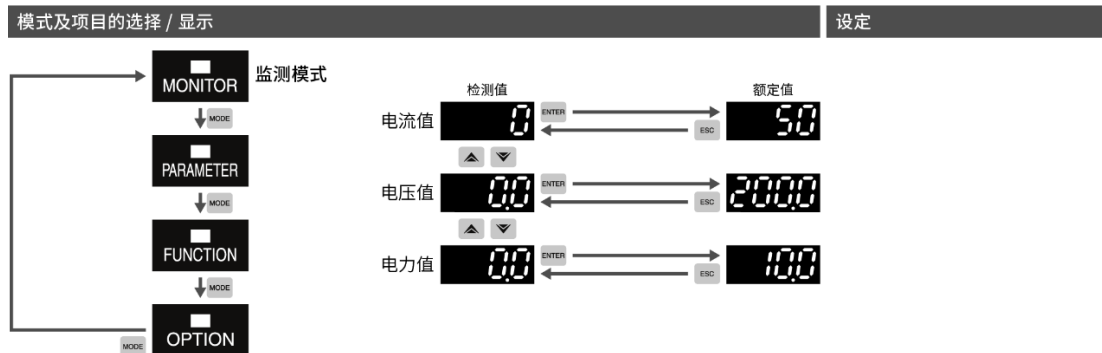 模式及项目的选择 / 显示
设定
MONITOR
监测模式
MODE
PARAMETER
MODE
FUNCTION
MODE
OPTION
MODE
检测值
额定值
电流值
0
ENTER
ESC
50
电压值
0.0
ENTER
ESC
200.0
电力值
0.0
ENTER
ESC
10.0